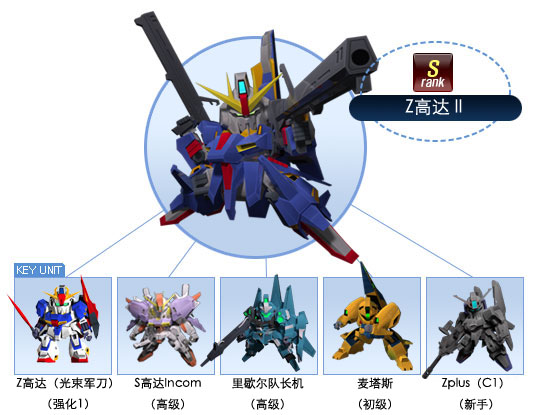 S
rank
Z高达Ⅱ
KEY UNIT
Z高达（光束军刀）
（强化1）
S高达Incom
（高级）
里歇尔队长机
（高级）
麦塔斯
（初级）
Zplus（C1）
（新手）